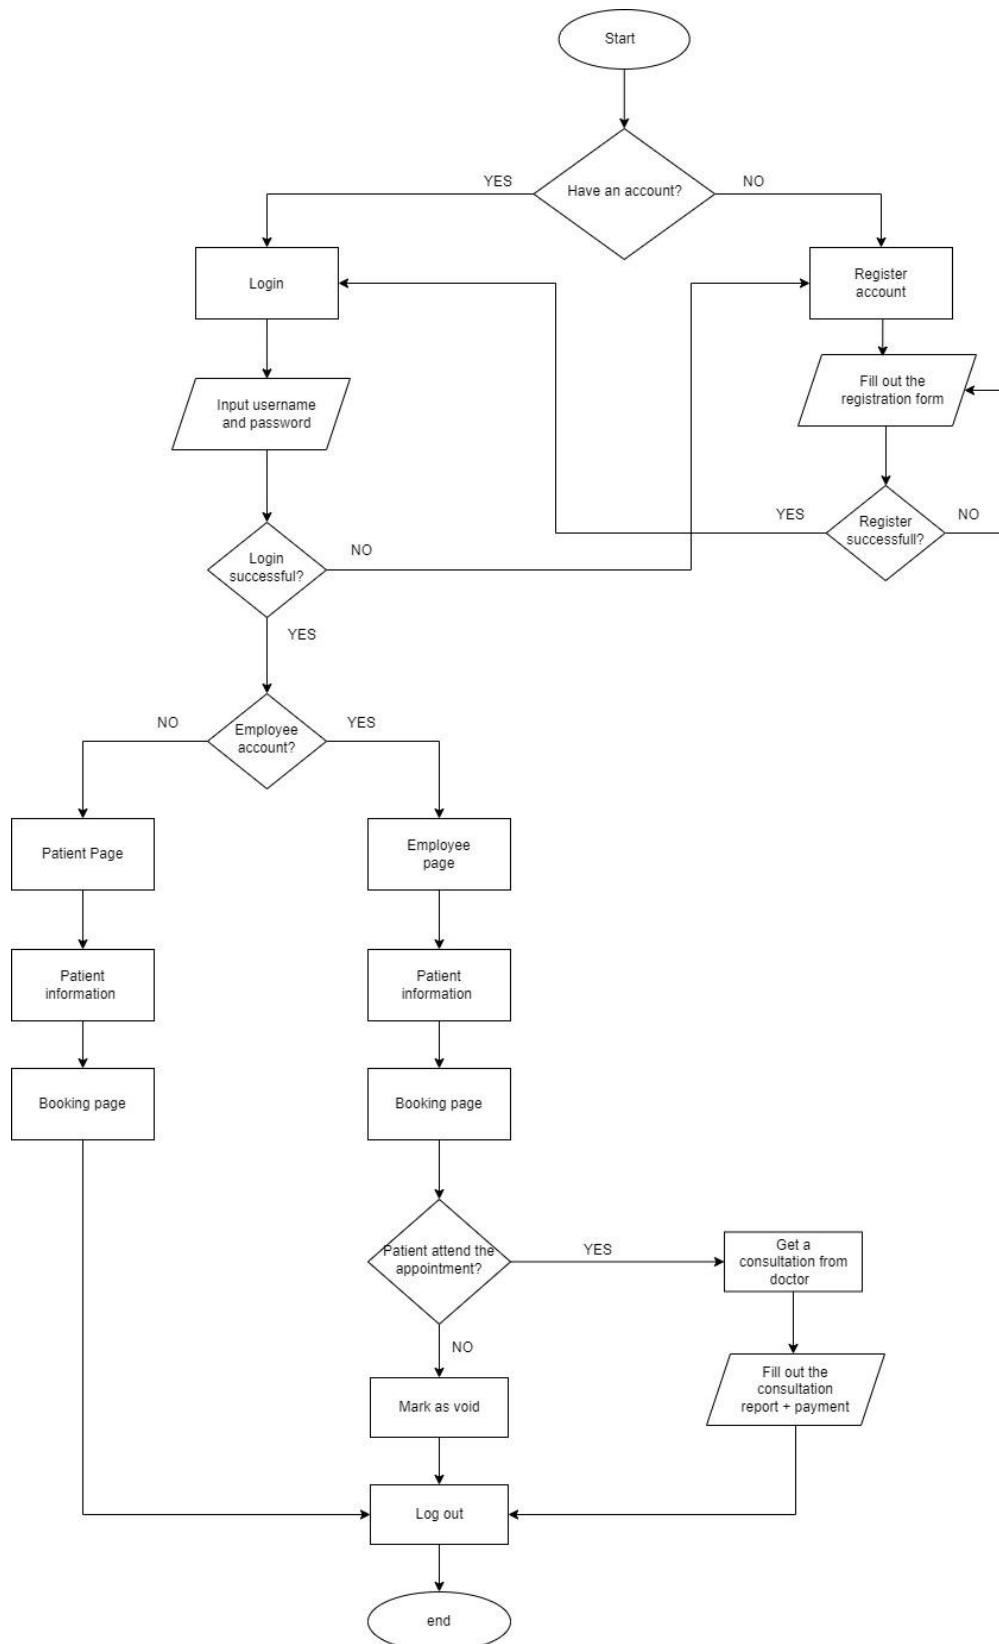 Start
Have an account?
YES
NO
Login
Register
account
Input username
and password
Fill out the
registration form
Login
successful?
NO
YES
Register
successfull?
YES
NO
Employee
account?
NO
YES
Patient Page
Employee
page
Patient
information
Patient
information
Booking page
Booking page
Patient attend the
appointment?
YES
Get a
consultation from
doctor
NO
Mark as void
Fill out the
consultation
report + payment
Log out
end